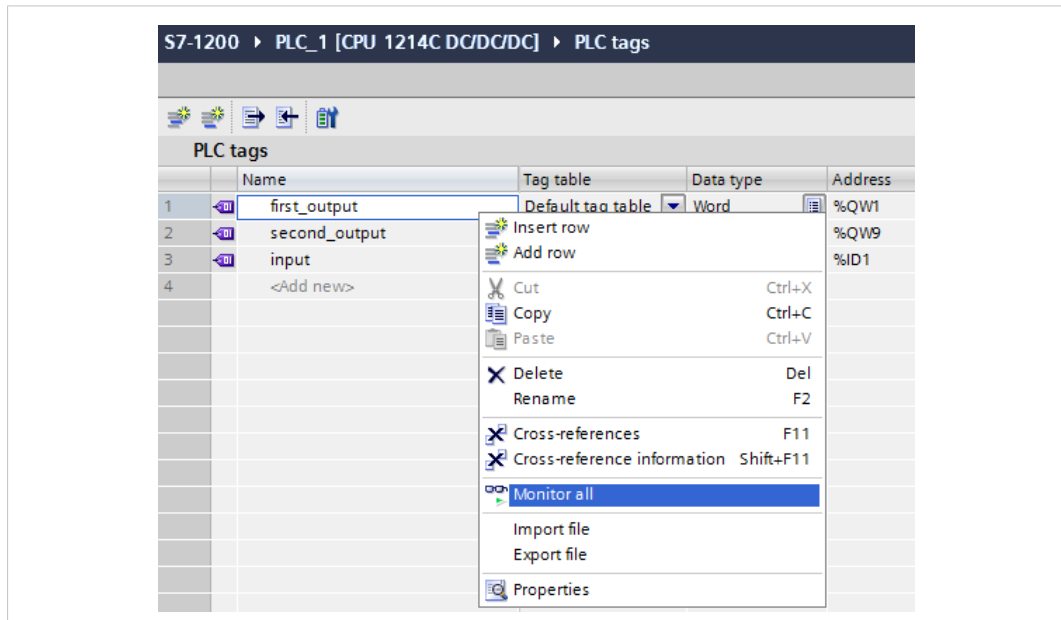 S7-1200 ▸ PLC_1 [CPU 1214C DC/DC/DC] ▸ PLC tags
PLC tags
Name Tag table Data type Address
1 first_output Default tag table Word %QW1
2 second_output %QW9
3 input %ID1
4 <Add new>
Insert row
Add row
Cut Ctrl+X
Copy Ctrl+C
Paste Ctrl+V
Delete Del
Rename F2
Cross-references F11
Cross-reference information Shift+F11
Monitor all
Import file
Export file
Properties